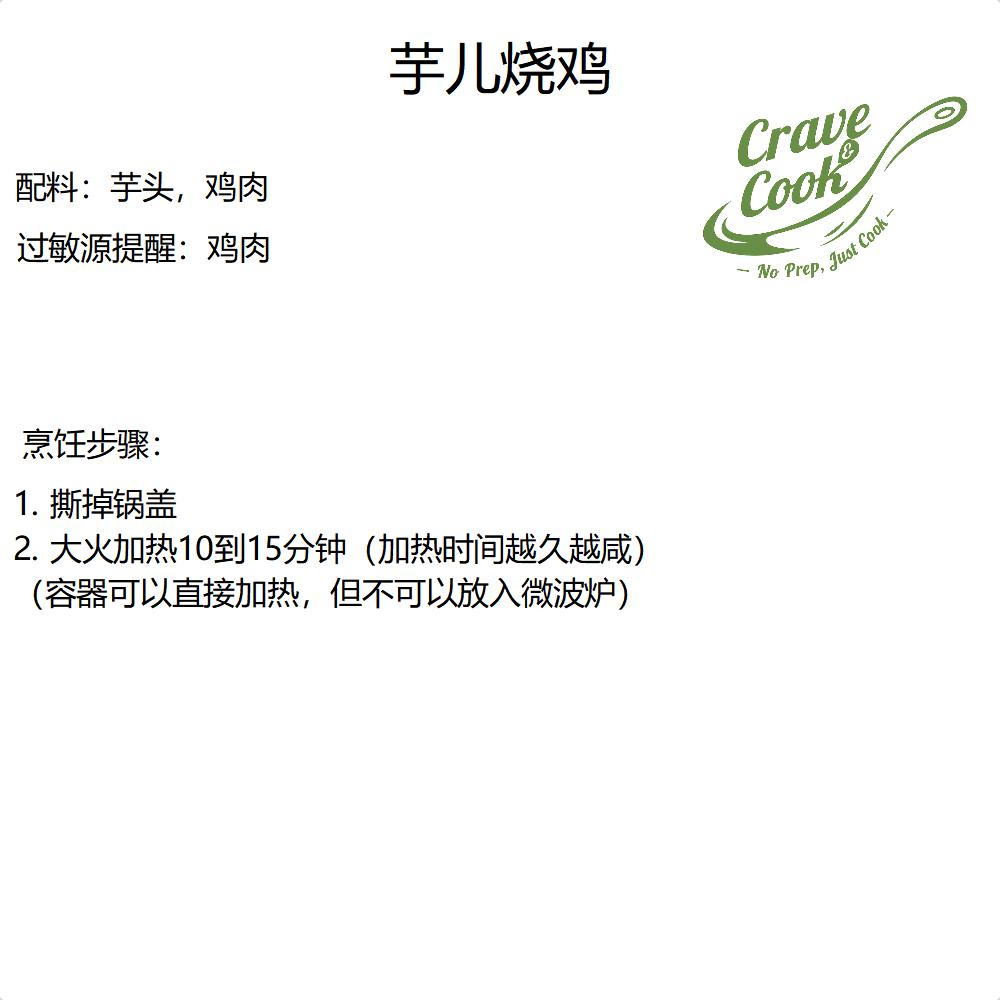 芋儿烧鸡
Crave
&
Cook
— No Prep, Just Cook —
配料：芋头，鸡肉
过敏源提醒：鸡肉
烹饪步骤：
1. 撕掉锅盖
2. 大火加热10到15分钟（加热时间越久越咸）
（容器可以直接加热，但不可以放入微波炉）